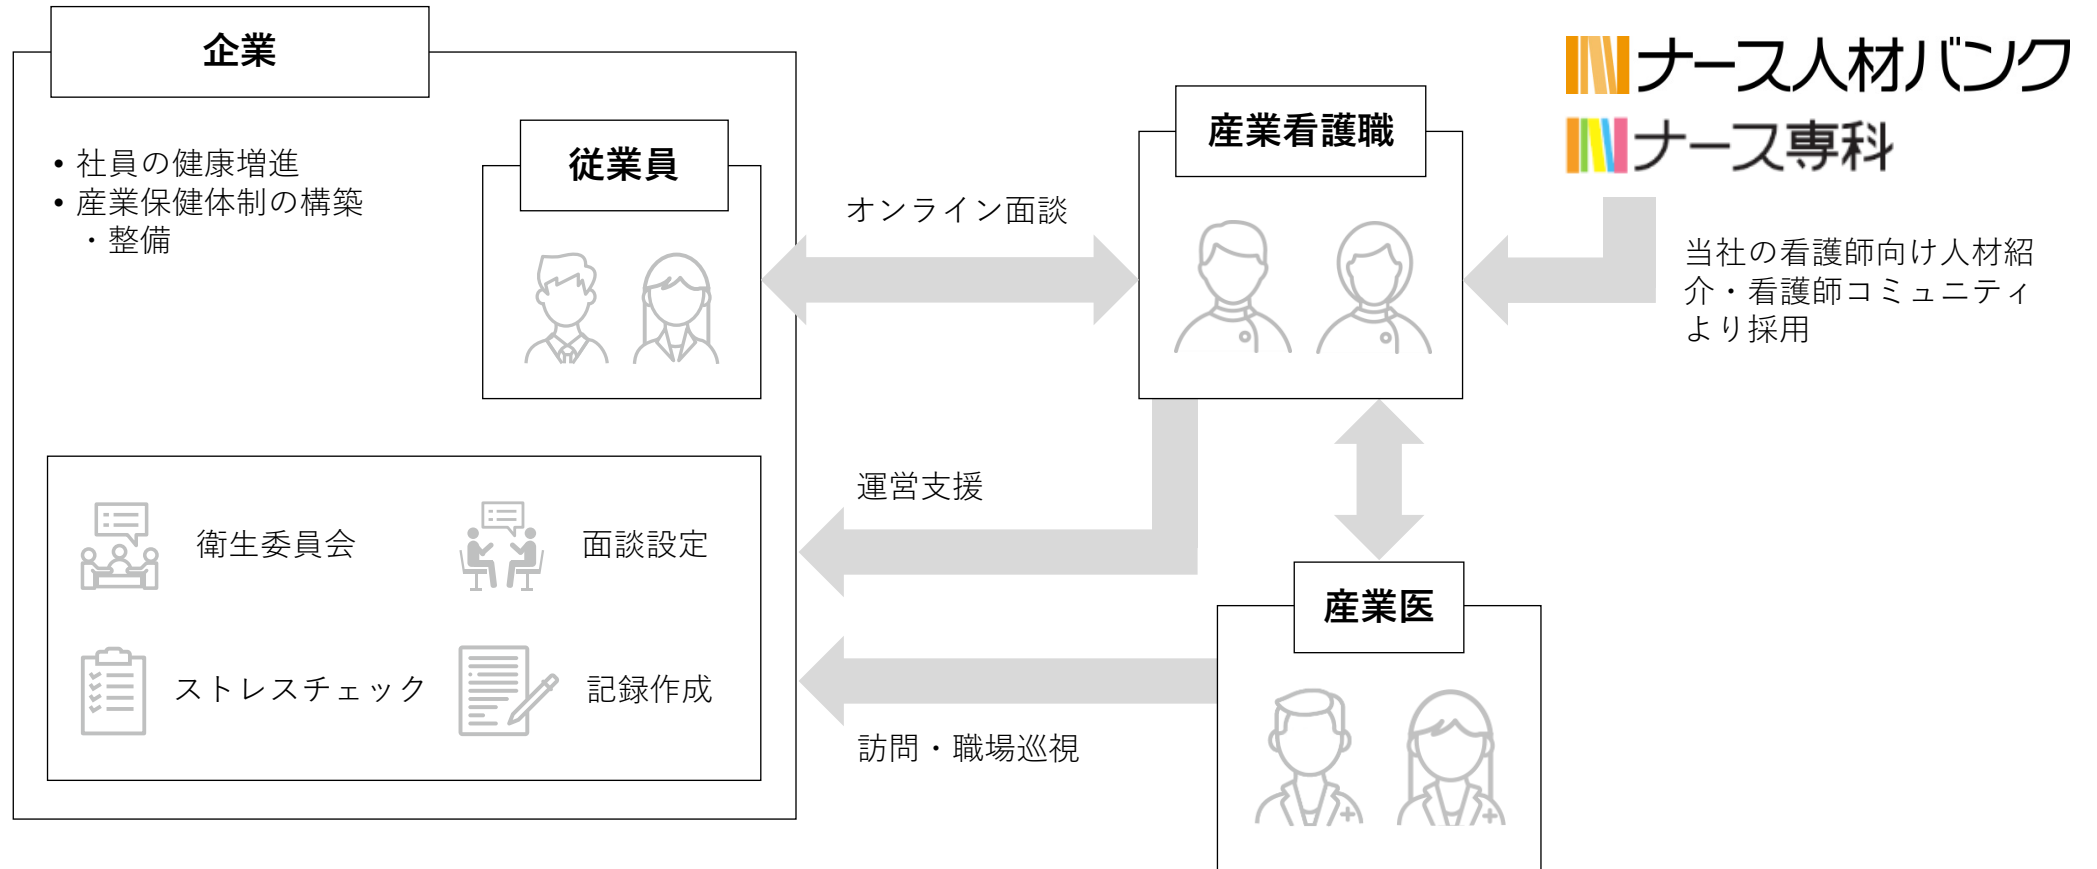 企業
• 社員の健康増進
• 産業保健体制の構築
・整備
従業員
衛生委員会
面談設定
ストレスチェック
記録作成
オンライン面談
運営支援
訪問・職場巡視
産業看護職
産業医
ナース人材バンク
ナース専科
当社の看護師向け人材紹
介・看護師コミュニティ
より採用